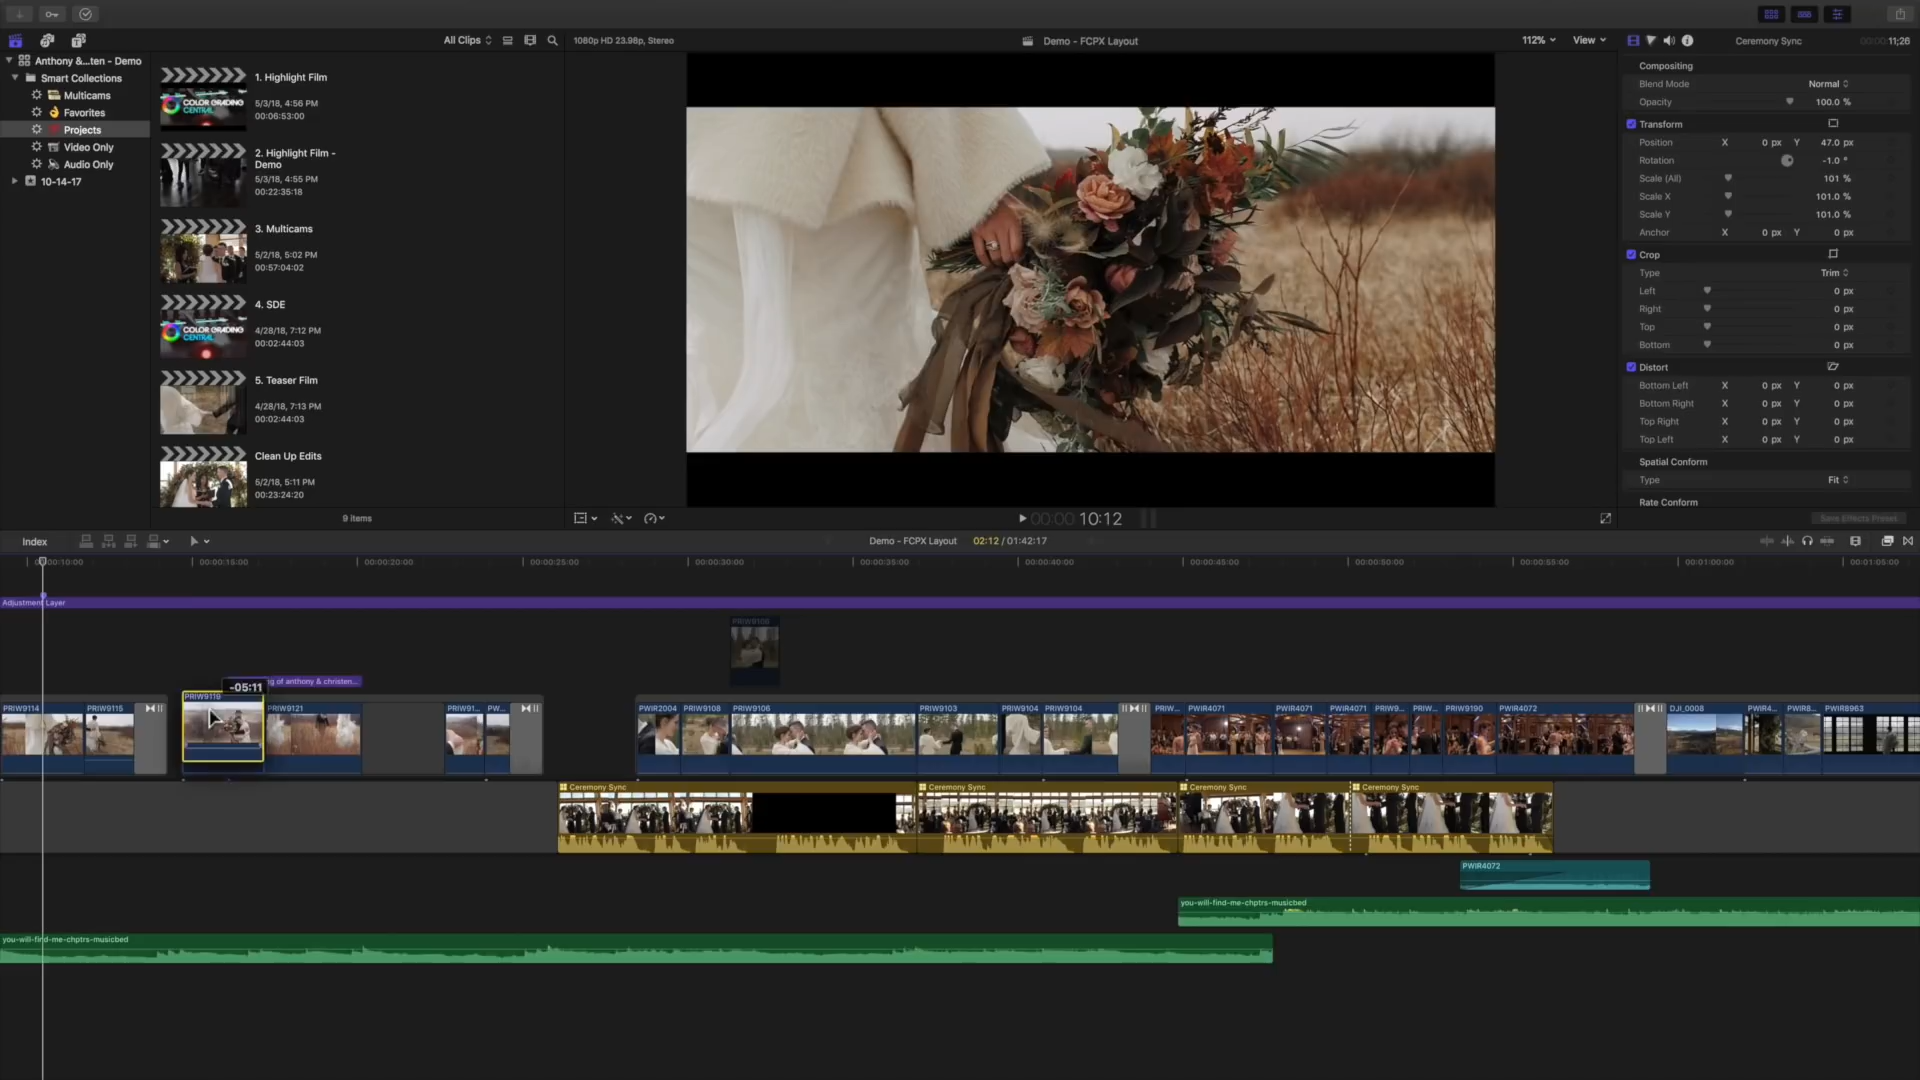 All Clips
1080p HD 23.98p, Stereo
Demo - FCPX Layout
112%
View
Ceremony Sync
11:26
Anthony &...ten - Demo
Smart Collections
Multicams
Favorites
Projects
Video Only
Audio Only
10-14-17
1. Highlight Film
5/3/18, 4:56 PM
00:06:53:00
COLOR GRADING
CENTRAL
2. Highlight Film -
Demo
5/3/18, 4:55 PM
00:22:35:18
3. Multicams
5/2/18, 5:02 PM
00:57:04:02
4. SDE
4/28/18, 7:12 PM
00:02:44:03
COLOR GRADING
CENTRAL
5. Teaser Film
4/28/18, 7:13 PM
00:02:44:03
Clean Up Edits
5/2/18, 5:11 PM
00:23:24:20
9 items
00:00 10:12
Compositing
Blend Mode Normal
Opacity 100.0 %
Transform
Position X 0 px Y 47.0 px
Rotation -1.0 °
Scale (All) 101 %
Scale X 101.0 %
Scale Y 101.0 %
Anchor X 0 px Y 0 px
Crop
Type Trim
Left 0 px
Right 0 px
Top 0 px
Bottom 0 px
Distort
Bottom Left X 0 px Y 0 px
Bottom Right X 0 px Y 0 px
Top Right X 0 px Y 0 px
Top Left X 0 px Y 0 px
Spatial Conform
Type Fit
Rate Conform
Save Effects Preset
Index
Demo - FCPX Layout 02:12 / 01:42:17
00:00:15:00 00:00:20:00 00:00:25:00 00:00:30:00 00:00:35:00 00:00:40:00 00:00:45:00 00:00:50:00 00:00:55:00 00:01:00:00 00:01:05:00
Adjustment Layer
PRIW9108
-05:11
g of anthony & christen...
PRIW9119
PRIW9114 PRIW9115 PRIW9121 PRIW91... PW... PWIR2004 PRIW9108 PRIW9106 PRIW9103 PRIW9104 PRIW9104 PRIW... PWIR4071 PWIR4071 PWIR4071 PRIW9... PRIW... PRIW9190 PWIR4072 DJI_0008 PWIR4... PWIR8... PRIW8963
Ceremony Sync Ceremony Sync Ceremony Sync Ceremony Sync
PWIR4072
you-will-find-me-chptrs-musicbed
you-will-find-me-chptrs-musicbed